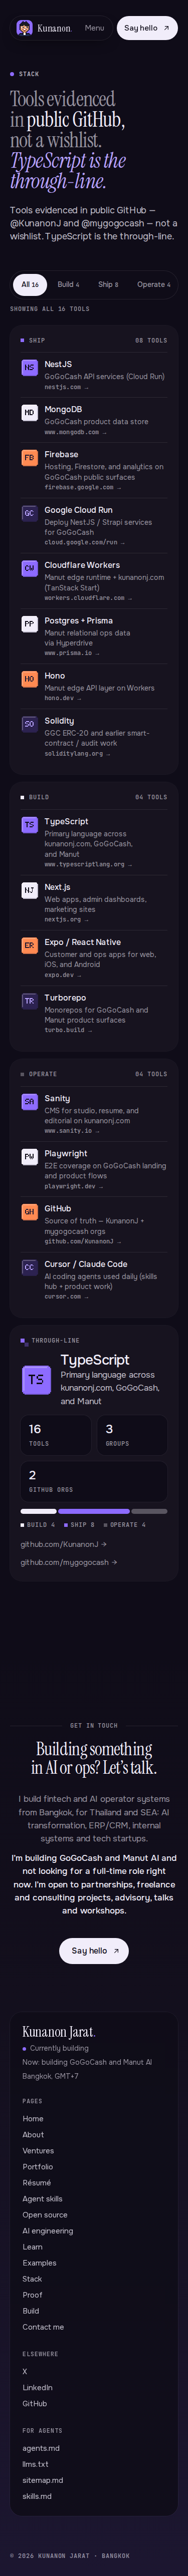 Kunanon.
Menu
Say hello ↗
STACK
Tools evidenced
in public GitHub,
not a wishlist.
TypeScript is the
through-line.
Tools evidenced in public GitHub —
@KunanonJ and @mygogocash — not a
wishlist. TypeScript is the through-line.
All 16
Build 4
Ship 8
Operate 4
SHOWING ALL 16 TOOLS
SHIP
08 TOOLS
NS
NestJS
GoGoCash API services (Cloud Run)
nestjs.com →
MD
MongoDB
GoGoCash product data store
www.mongodb.com →
FB
Firebase
Hosting, Firestore, and analytics on
GoGoCash public surfaces
firebase.google.com →
GC
Google Cloud Run
Deploy NestJS / Strapi services
for GoGoCash
cloud.google.com/run →
CW
Cloudflare Workers
Manut edge runtime + kunanonj.com
(TanStack Start)
workers.cloudflare.com →
PP
Postgres + Prisma
Manut relational ops data
via Hyperdrive
www.prisma.io →
HO
Hono
Manut edge API layer on Workers
hono.dev →
SO
Solidity
GGC ERC-20 and earlier smart-
contract / audit work
soliditylang.org →
BUILD
04 TOOLS
TS
TypeScript
Primary language across
kunanonj.com, GoGoCash,
and Manut
www.typescriptlang.org →
NJ
Next.js
Web apps, admin dashboards,
marketing sites
nextjs.org →
ER
Expo / React Native
Customer and ops apps for web,
iOS, and Android
expo.dev →
TR
Turborepo
Monorepos for GoGoCash and
Manut product surfaces
turbo.build →
OPERATE
04 TOOLS
SA
Sanity
CMS for studio, resume, and
editorial on kunanonj.com
www.sanity.io →
PW
Playwright
E2E coverage on GoGoCash landing
and product flows
playwright.dev →
GH
GitHub
Source of truth — KunanonJ +
mygogocash orgs
github.com/KunanonJ →
CC
Cursor / Claude Code
AI coding agents used daily (skills
hub + product work)
cursor.com →
THROUGH-LINE
TS
TypeScript
Primary language across
kunanonj.com, GoGoCash,
and Manut
16
TOOLS
3
GROUPS
2
GITHUB ORGS
BUILD 4
SHIP 8
OPERATE 4
github.com/KunanonJ →
github.com/mygogocash →
GET IN TOUCH
Building something
in AI or ops? Let's talk.
I build fintech and AI operator systems
from Bangkok, for Thailand and SEA: AI
transformation, ERP/CRM, internal
systems and tech startups.
I'm building GoGoCash and Manut AI and
not looking for a full-time role right
now. I'm open to partnerships, freelance
and consulting projects, advisory, talks
and workshops.
Say hello ↗
Kunanon Jarat.
Currently building
Now: building GoGoCash and Manut AI
Bangkok, GMT+7
PAGES
Home
About
Ventures
Portfolio
Résumé
Agent skills
Open source
AI engineering
Learn
Examples
Stack
Proof
Build
Contact me
ELSEWHERE
X
LinkedIn
GitHub
FOR AGENTS
agents.md
llms.txt
sitemap.md
skills.md
© 2026 KUNANON JARAT · BANGKOK